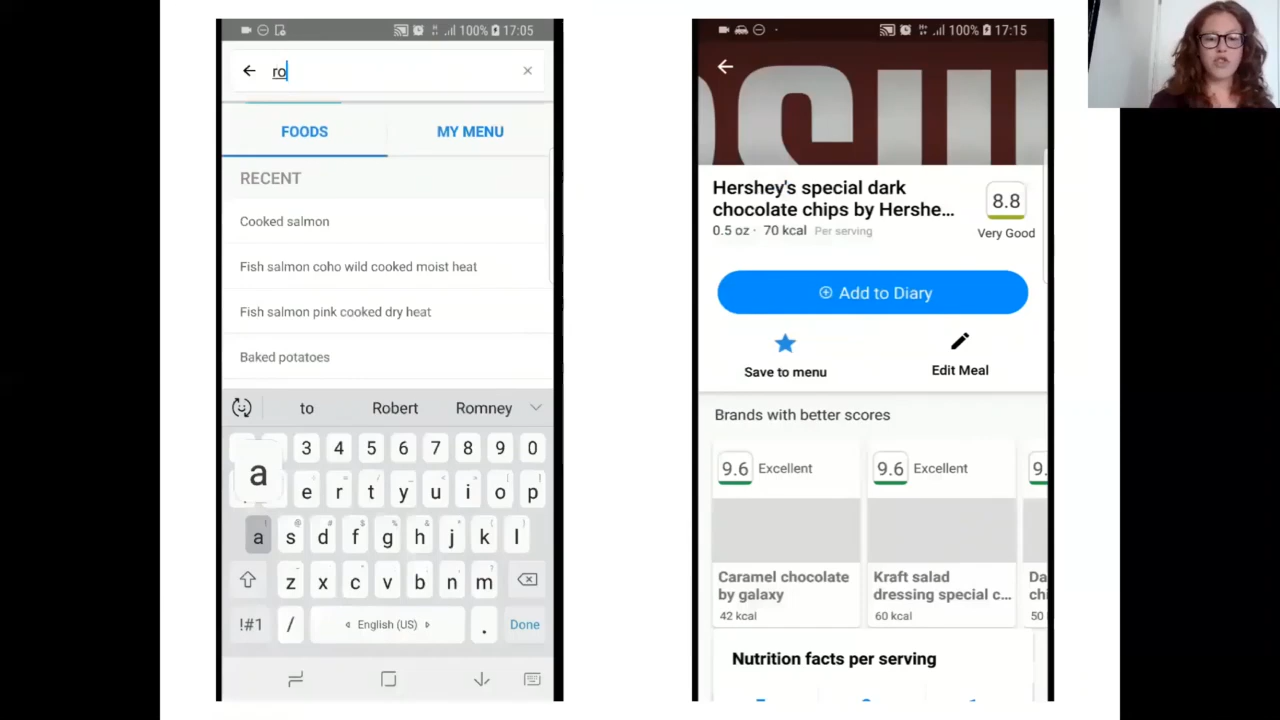 100% 17:05
ro
FOODS MY MENU
RECENT
Cooked salmon
Fish salmon coho wild cooked moist heat
Fish salmon pink cooked dry heat
Baked potatoes
to Robert Romney
3 4 5 6 7 8 9 0
a
e r t y u i o p
a s d f g h j k l
z x c v b n m
!#1 / English (US) . Done
100% 17:15
Hershey's special dark
chocolate chips by Hershe...
0.5 oz · 70 kcal Per serving
8.8
Very Good
Add to Diary
Save to menu Edit Meal
Brands with better scores
9.6 Excellent 9.6 Excellent 9.
Caramel chocolate
by galaxy
42 kcal
Kraft salad
dressing special c...
60 kcal
Da
chi
50
Nutrition facts per serving